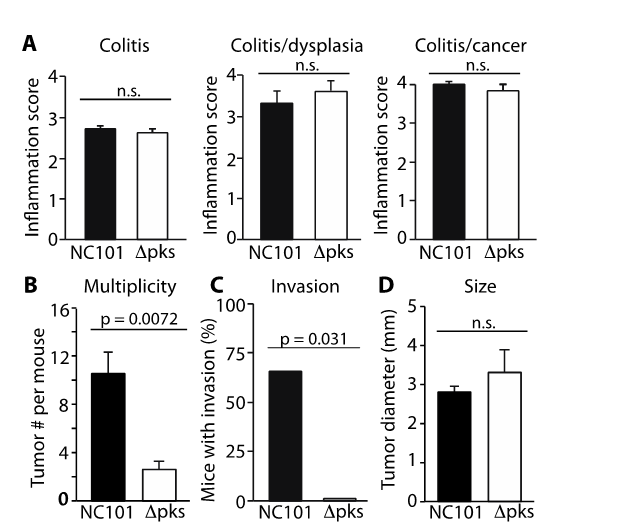 A
Colitis
Colitis/dysplasia
Colitis/cancer
Inflammation score
4
3
2
1
0
n.s.
NC101 Δpks
Inflammation score
4
3
2
1
0
n.s.
NC101 Δpks
Inflammation score
4
3
2
1
0
n.s.
NC101 Δpks
B
Multiplicity
Tumor # per mouse
16
12
8
4
0
p = 0.0072
NC101 Δpks
C
Invasion
Mice with invasion (%)
100
75
50
25
0
p = 0.031
NC101 Δpks
D
Size
Tumor diameter (mm)
5
4
3
2
1
0
n.s.
NC101 Δpks